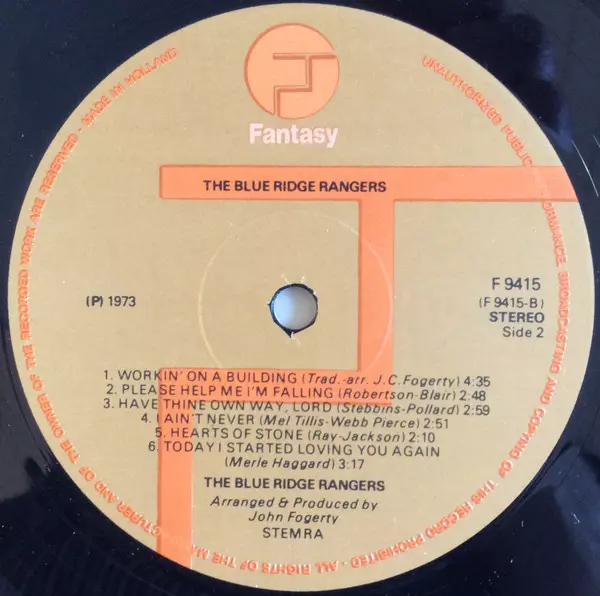 Fantasy
THE BLUE RIDGE RANGERS
(P) 1973
F 9415
(F 9415-B)
STEREO
Side 2
1. WORKIN' ON A BUILDING (Trad.-arr. J.C. Fogerty) 4:35
2. PLEASE HELP ME I'M FALLING (Robertson-Blair) 2:48
3. HAVE THINE OWN WAY, LORD (Stebbins-Pollard) 2:59
4. I AIN'T NEVER (Mel Tillis-Webb Pierce) 2:51
5. HEARTS OF STONE (Ray-Jackson) 2:10
6. TODAY I STARTED LOVING YOU AGAIN
(Merle Haggard) 3:17
THE BLUE RIDGE RANGERS
Arranged & Produced by
John Fogerty
STEMRA
ALL RIGHTS OF THE MANUFACTURER AND OF THE OWNER OF THE RECORDED WORK ARE RESERVED - MADE IN HOLLAND
UNAUTHORIZED PUBLIC PERFORMANCE BROADCASTING AND COPYING OF THIS RECORD PROHIBITED -